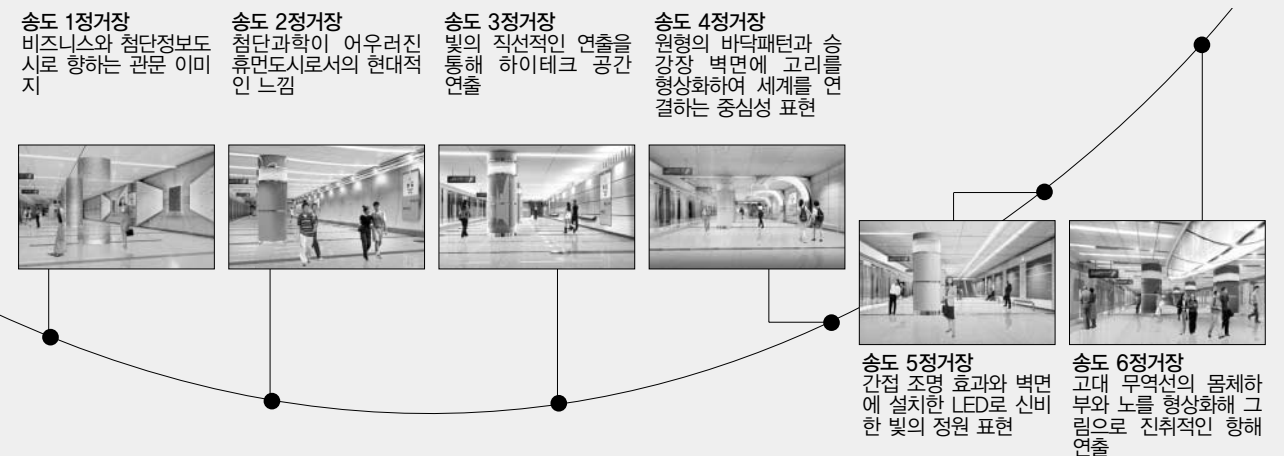 송도 1정거장
비즈니스와 첨단정보도
시로 향하는 관문 이미
지
송도 2정거장
첨단과학이 어우러진
휴먼도시로서의 현대적
인 느낌
송도 3정거장
빛의 직선적인 연출을
통해 하이테크 공간
연출
송도 4정거장
원형의 바닥패턴과 승
강장 벽면에 고리를
형상화하여 세계를 연
결하는 중심성 표현
송도 5정거장
간접 조명 효과와 벽면
에 설치한 LED로 신비
한 빛의 정원 표현
송도 6정거장
고대 무역선의 몸체하
부와 노를 형상화해 그
림으로 진취적인 항해
연출